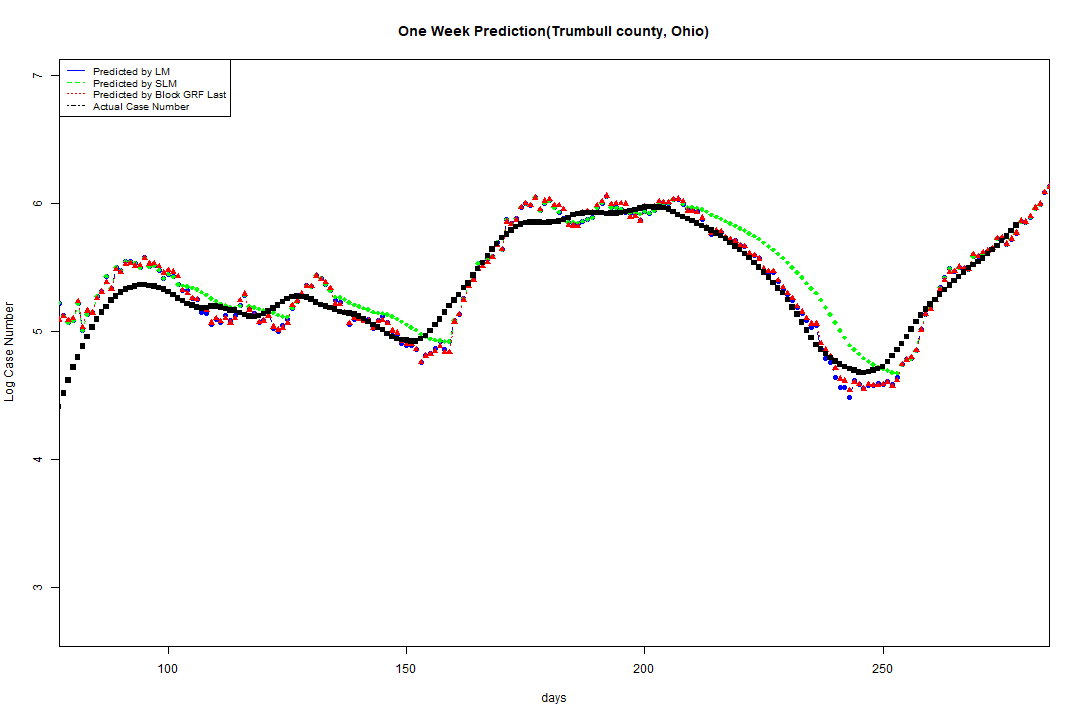 One Week Prediction(Trumbull county, Ohio)
Predicted by LM
Predicted by SLM
Predicted by Block GRF Last
Actual Case Number
7
6
5
4
3
Log Case Number
100
150
200
250
days